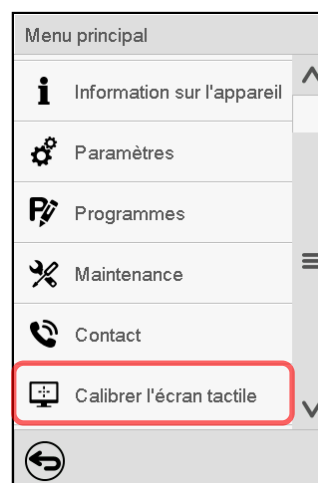 Menu principal
Information sur l'appareil
Paramètres
Programmes
Maintenance
Contact
Calibrer l'écran tactile